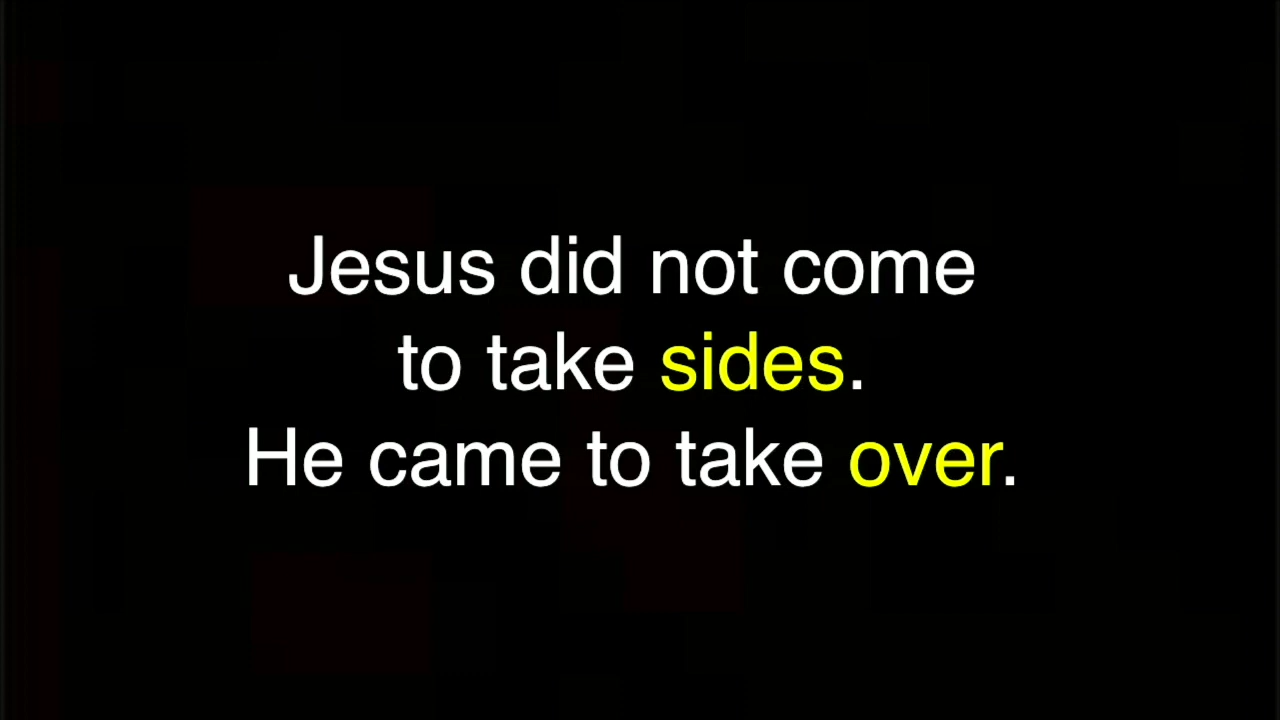 Jesus did not come
to take sides.
He came to take over.